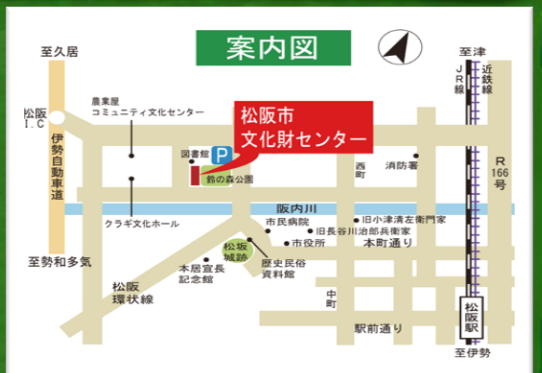 案内図
至久居
至津
JR線
近鉄線
農業屋
コミュニティ文化センター
松阪
I.C
松阪市
文化財センター
図書館
P
鈴の森公園
西町
消防署
R
166
号
伊勢自動車道
阪内川
クラギ文化ホール
市民病院
旧小津清左衛門家
旧長谷川治郎兵衛家
市役所
本町通り
松坂
城跡
至勢和多気
本居宣長
記念館
歴史民俗
資料館
松阪
環状線
中町
松阪駅
駅前通り
至伊勢